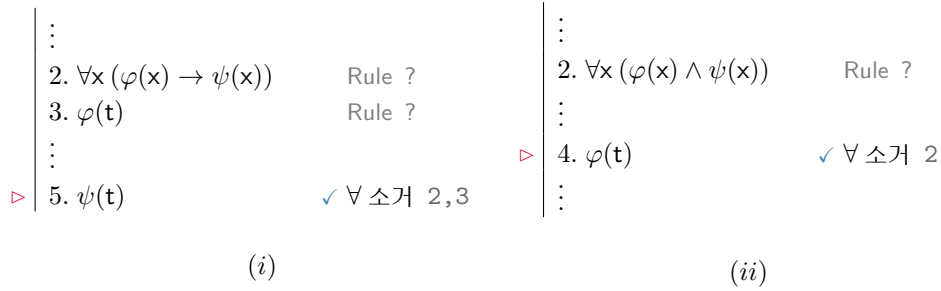 ⋮
2. ∀x (φ(x) → ψ(x)) Rule ?
3. φ(t) Rule ?
⋮
▷ 5. ψ(t) ✓ ∀ 소거 2,3
(i)
⋮
2. ∀x (φ(x) ∧ ψ(x)) Rule ?
⋮
▷ 4. φ(t) ✓ ∀ 소거 2
⋮
(ii)